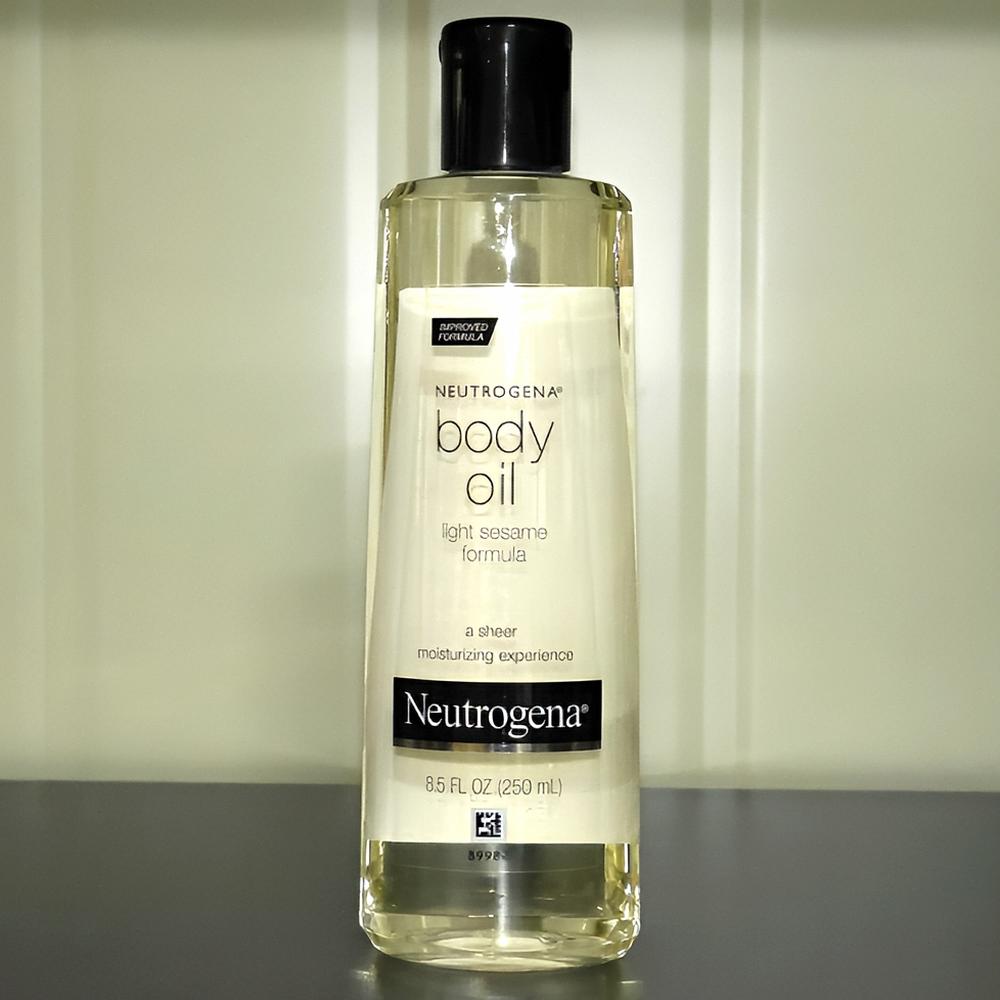 IMPROVED
FORMULA
NEUTROGENA®
body
oil
light sesame
formula
a sheer
moisturizing experience
Neutrogena®
8.5 FL OZ (250 mL)